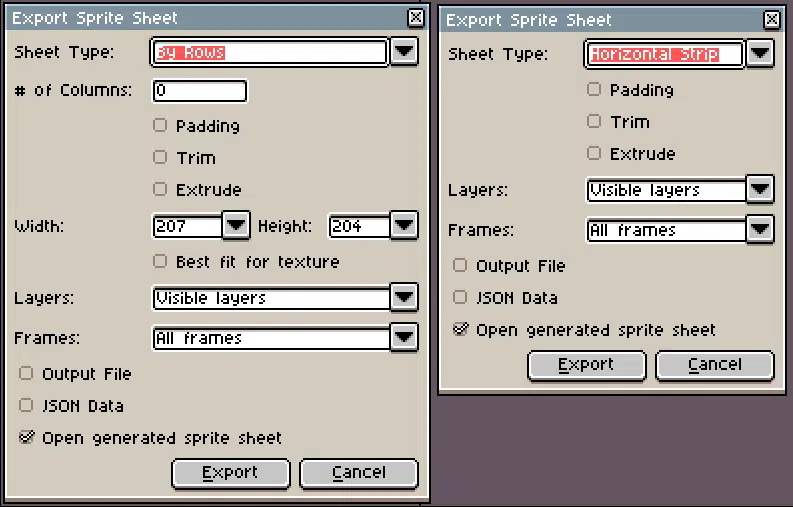 Export Sprite Sheet
Sheet Type: By Rows
# of Columns: 0
Padding
Trim
Extrude
Width: 207 Height: 204
Best fit for texture
Layers: Visible layers
Frames: All frames
Output File
JSON Data
Open generated sprite sheet
Export Cancel
Export Sprite Sheet
Sheet Type: Horizontal Strip
Padding
Trim
Extrude
Layers: Visible layers
Frames: All frames
Output File
JSON Data
Open generated sprite sheet
Export Cancel